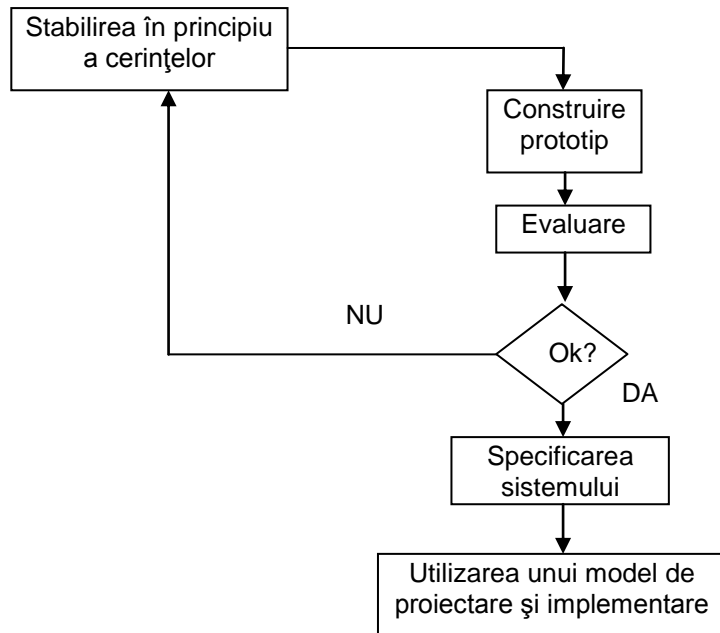 Stabilirea în principiu
a cerinţelor
Construire
prototip
Evaluare
NU
Ok?
DA
Specificarea
sistemului
Utilizarea unui model de
proiectare şi implementare